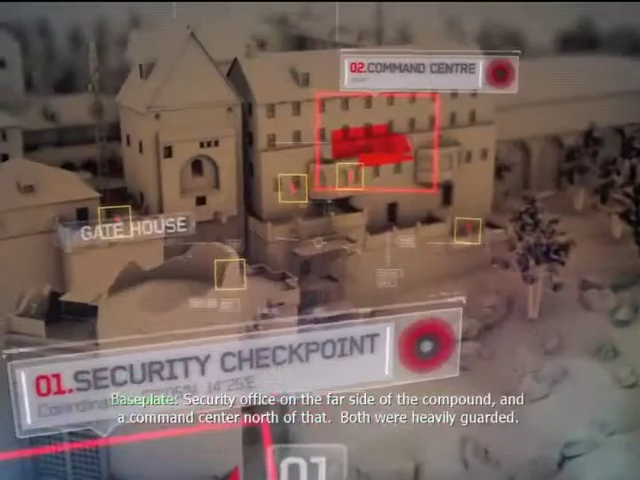 02.COMMAND CENTRE
GATE HOUSE
01.SECURITY CHECKPOINT
Baseplate: Security office on the far side of the compound, and
a command center north of that. Both were heavily guarded.
01